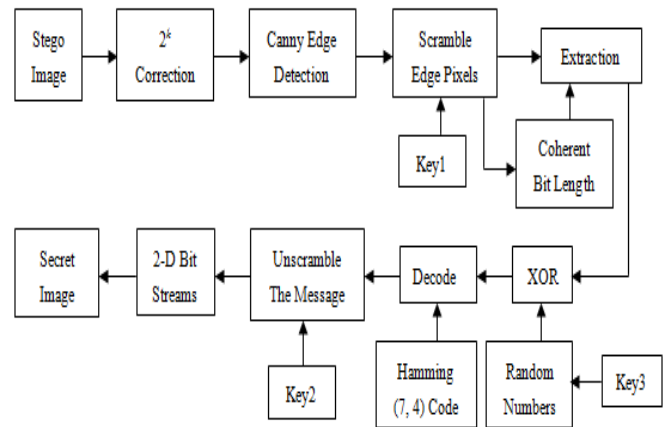 Stego
Image
2^k
Correction
Canny Edge
Detection
Scramble
Edge Pixels
Extraction
Key1
Coherent
Bit Length
Secret
Image
2-D Bit
Streams
Unscramble
The Message
Decode
XOR
Key2
Hamming
(7, 4) Code
Random
Numbers
Key3